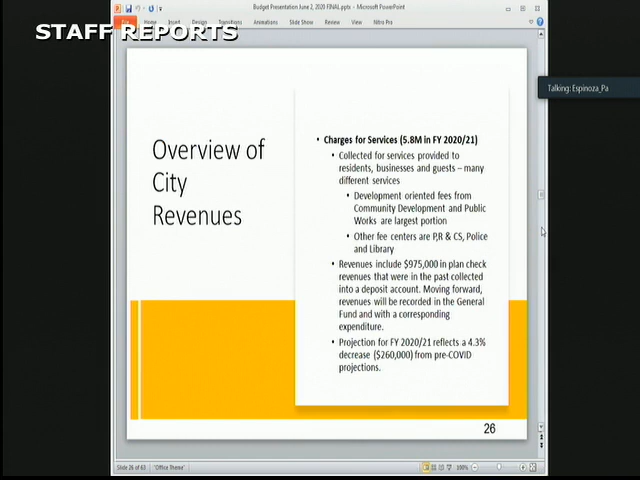 Budget Presentation June 2, 2020 FINAL.pptx - Microsoft PowerPoint
File Home Insert Design Transitions Animations Slide Show Review View Nitro Pro
STAFF REPORTS
Talking: Espinoza_Pa
Overview of
City
Revenues
• Charges for Services (5.8M in FY 2020/21)
• Collected for services provided to
residents, businesses and guests – many
different services
• Development oriented fees from
Community Development and Public
Works are largest portion
• Other fee centers are P,R & CS, Police
and Library
• Revenues include $975,000 in plan check
revenues that were in the past collected
into a deposit account. Moving forward,
revenues will be recorded in the General
Fund and with a corresponding
expenditure.
• Projection for FY 2020/21 reflects a 4.3%
decrease ($260,000) from pre-COVID
projections.
26
Slide 26 of 63 "Office Theme" 100%